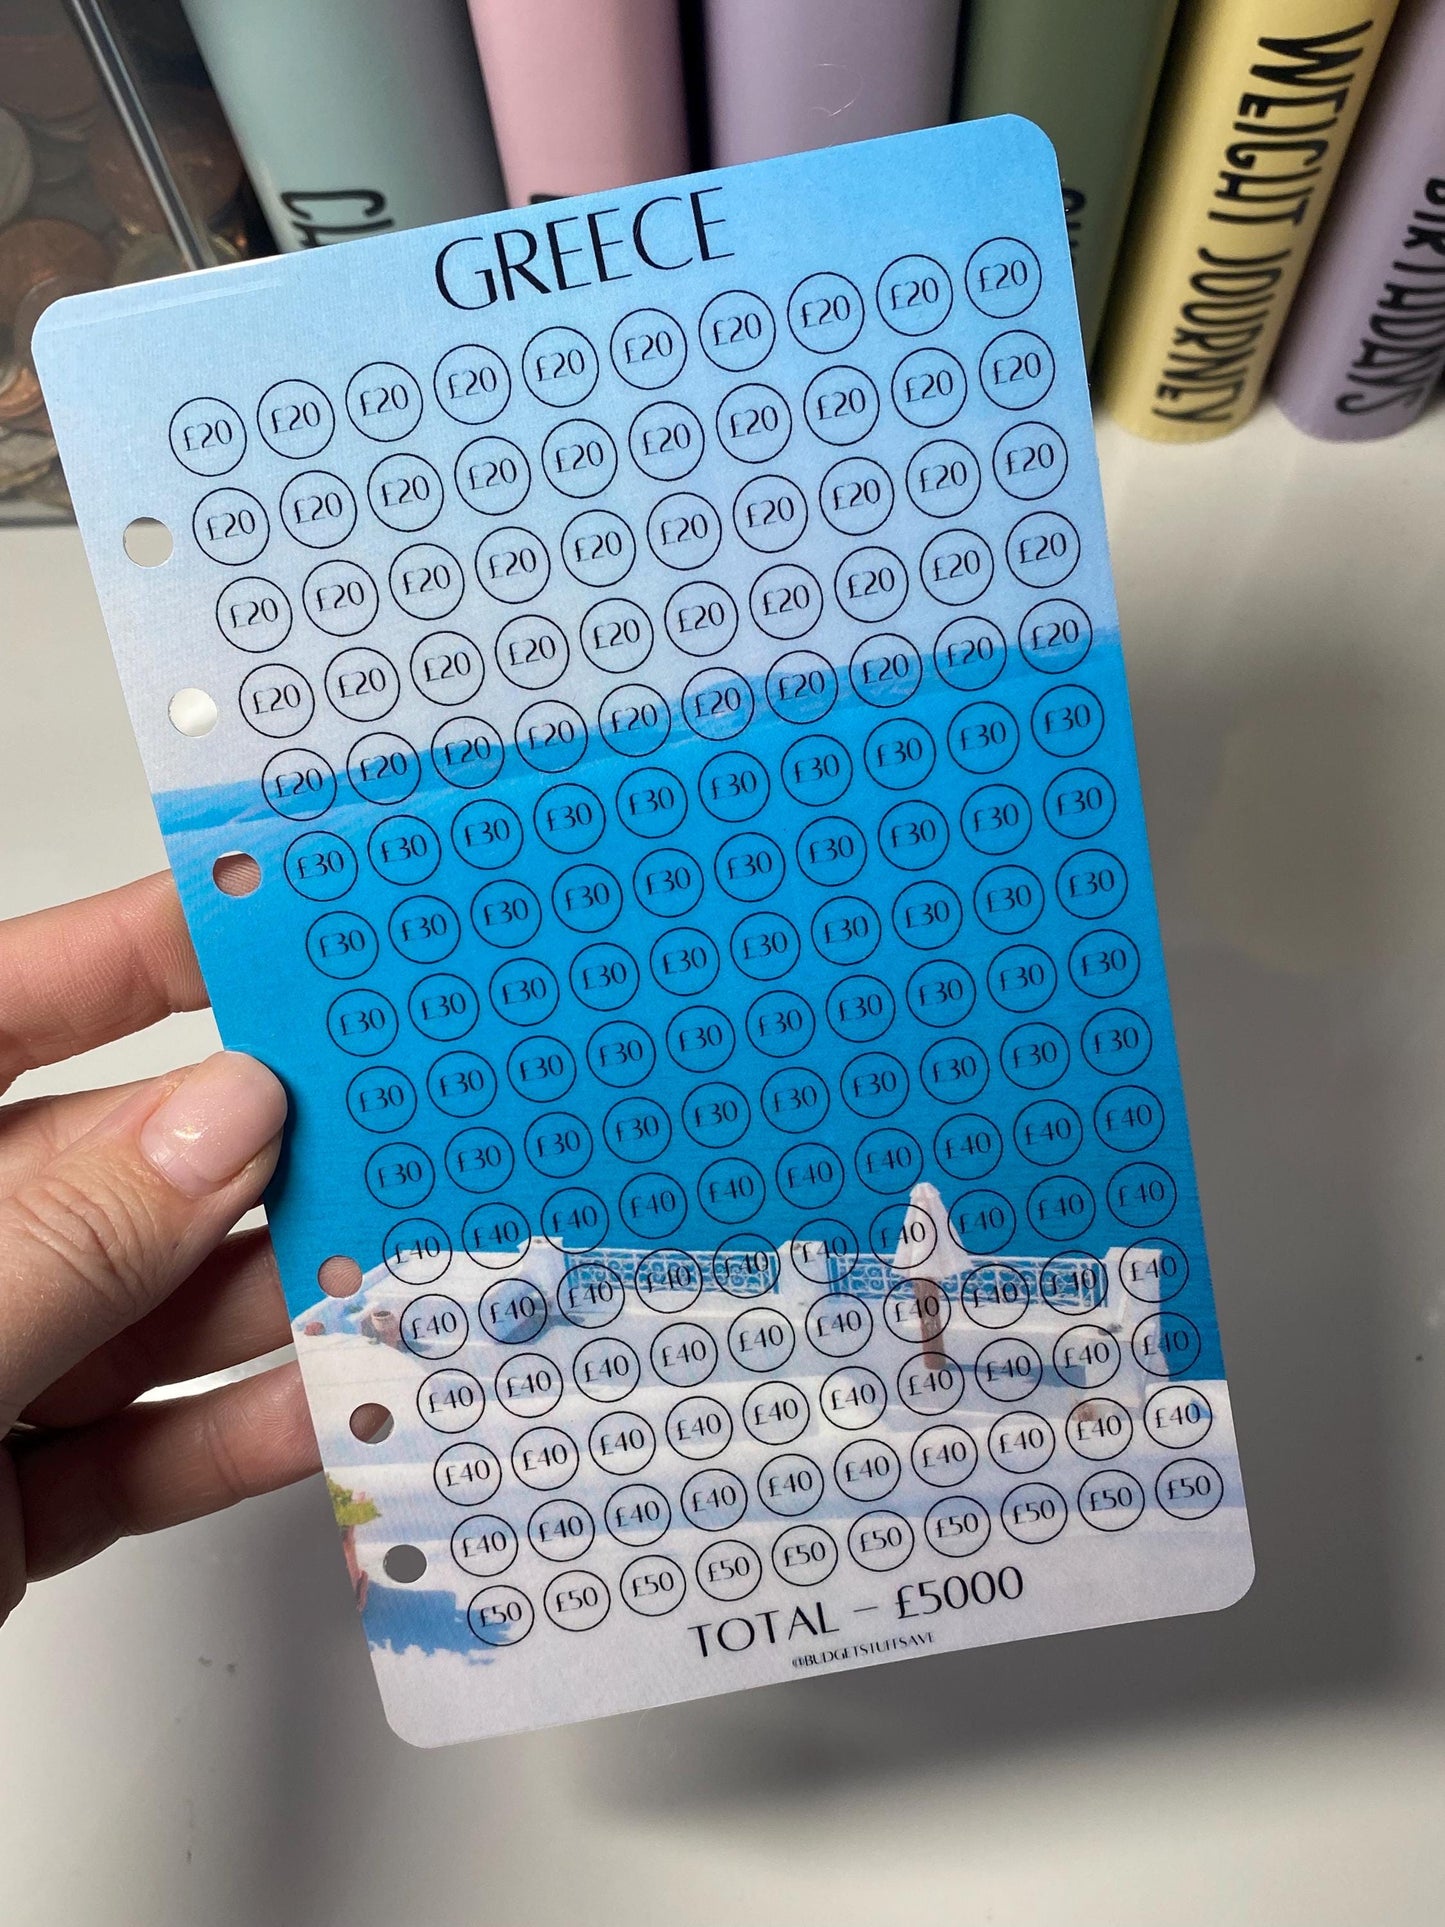 WEIGHT JOURNEY
BIRTHDAYS
GREECE
£20 £20 £20 £20 £20 £20 £20 £20 £20 £20
£20 £20 £20 £20 £20 £20 £20 £20 £20 £20
£20 £20 £20 £20 £20 £20 £20 £20 £20 £20
£20 £20 £20 £20 £20 £20 £20 £20 £20 £20
£20 £20 £20 £20 £20 £20 £20 £20 £20 £20
£30 £30 £30 £30 £30 £30 £30 £30 £30 £30
£30 £30 £30 £30 £30 £30 £30 £30 £30 £30
£30 £30 £30 £30 £30 £30 £30 £30 £30 £30
£30 £30 £30 £30 £30 £30 £30 £30 £30 £30
£30 £30 £30 £30 £30 £30 £30 £30 £30 £30
£40 £40 £40 £40 £40 £40 £40 £40 £40 £40
£40 £40 £40 £40 £40 £40 £40 £40 £40 £40
£40 £40 £40 £40 £40 £40 £40 £40 £40 £40
£40 £40 £40 £40 £40 £40 £40 £40 £40 £40
£40 £40 £40 £40 £40 £40 £40 £40 £40 £40
£50 £50 £50 £50 £50 £50 £50 £50 £50 £50
TOTAL – £5000
@BUDGETSTUFFSAVE